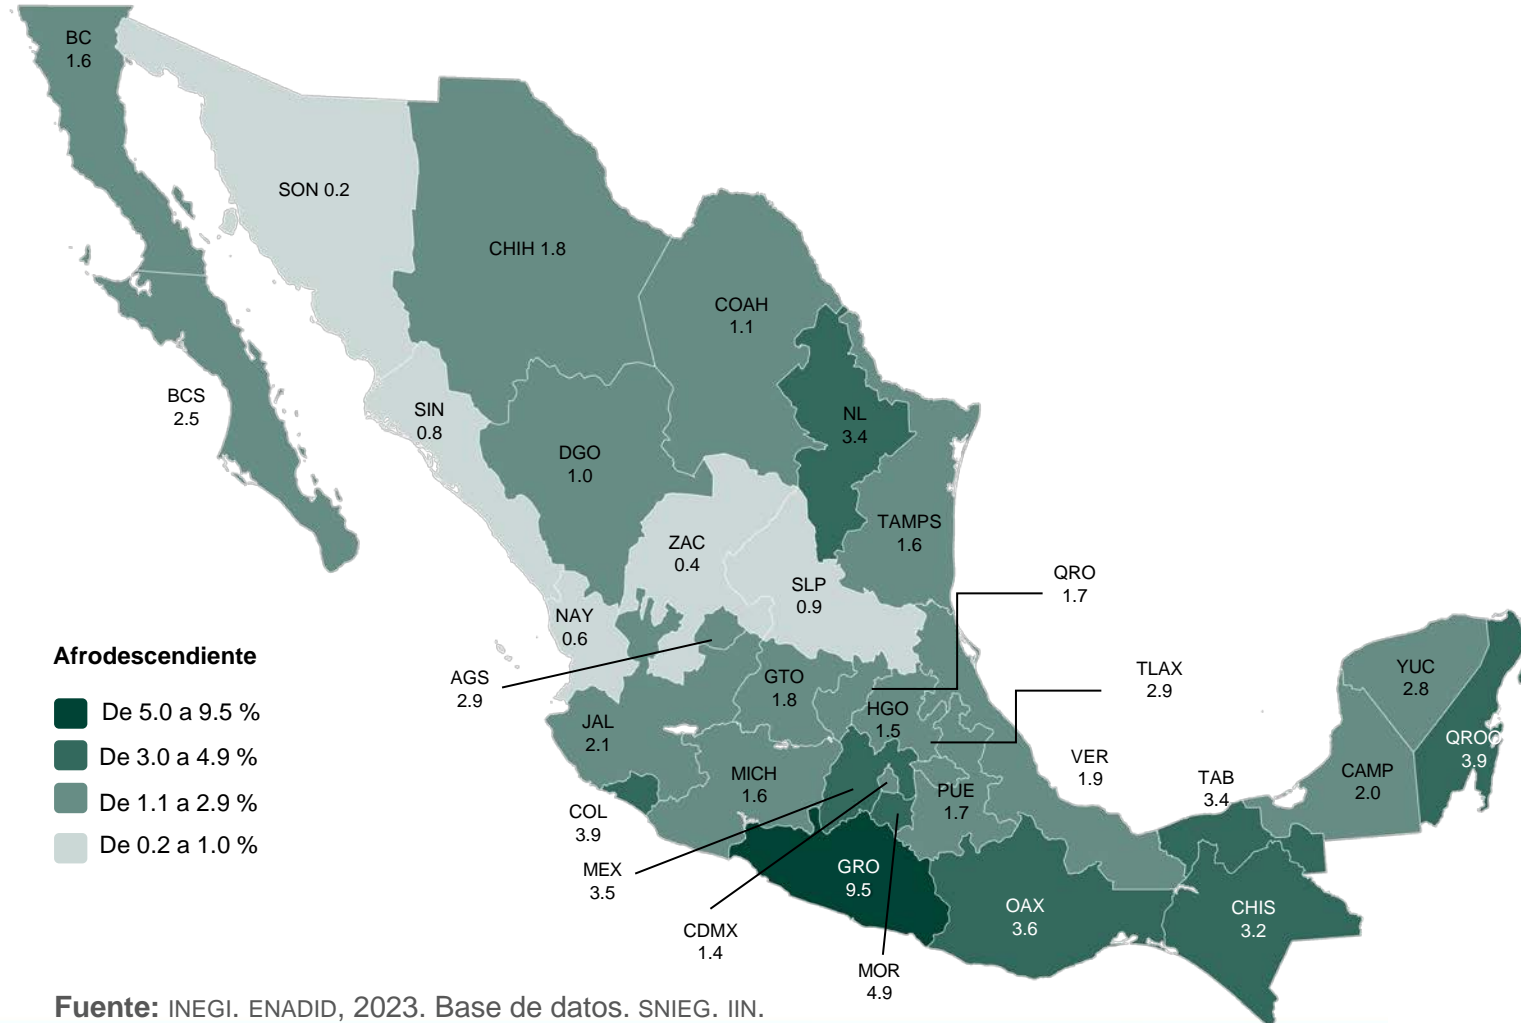 BC
1.6
SON 0.2
CHIH 1.8
COAH
1.1
BCS
2.5
SIN
0.8
NL
3.4
DGO
1.0
TAMPS
1.6
ZAC
0.4
SLP
0.9
QRO
1.7
NAY
0.6
TLAX
2.9
AGS
2.9
GTO
1.8
HGO
1.5
YUC
2.8
JAL
2.1
QROO
3.9
VER
1.9
MICH
1.6
PUE
1.7
TAB
3.4
CAMP
2.0
COL
3.9
MEX
3.5
GRO
9.5
OAX
3.6
CHIS
3.2
CDMX
1.4
MOR
4.9
Afrodescendiente
De 5.0 a 9.5 %
De 3.0 a 4.9 %
De 1.1 a 2.9 %
De 0.2 a 1.0 %
Fuente: INEGI. ENADID, 2023. Base de datos. SNIEG. IIN.